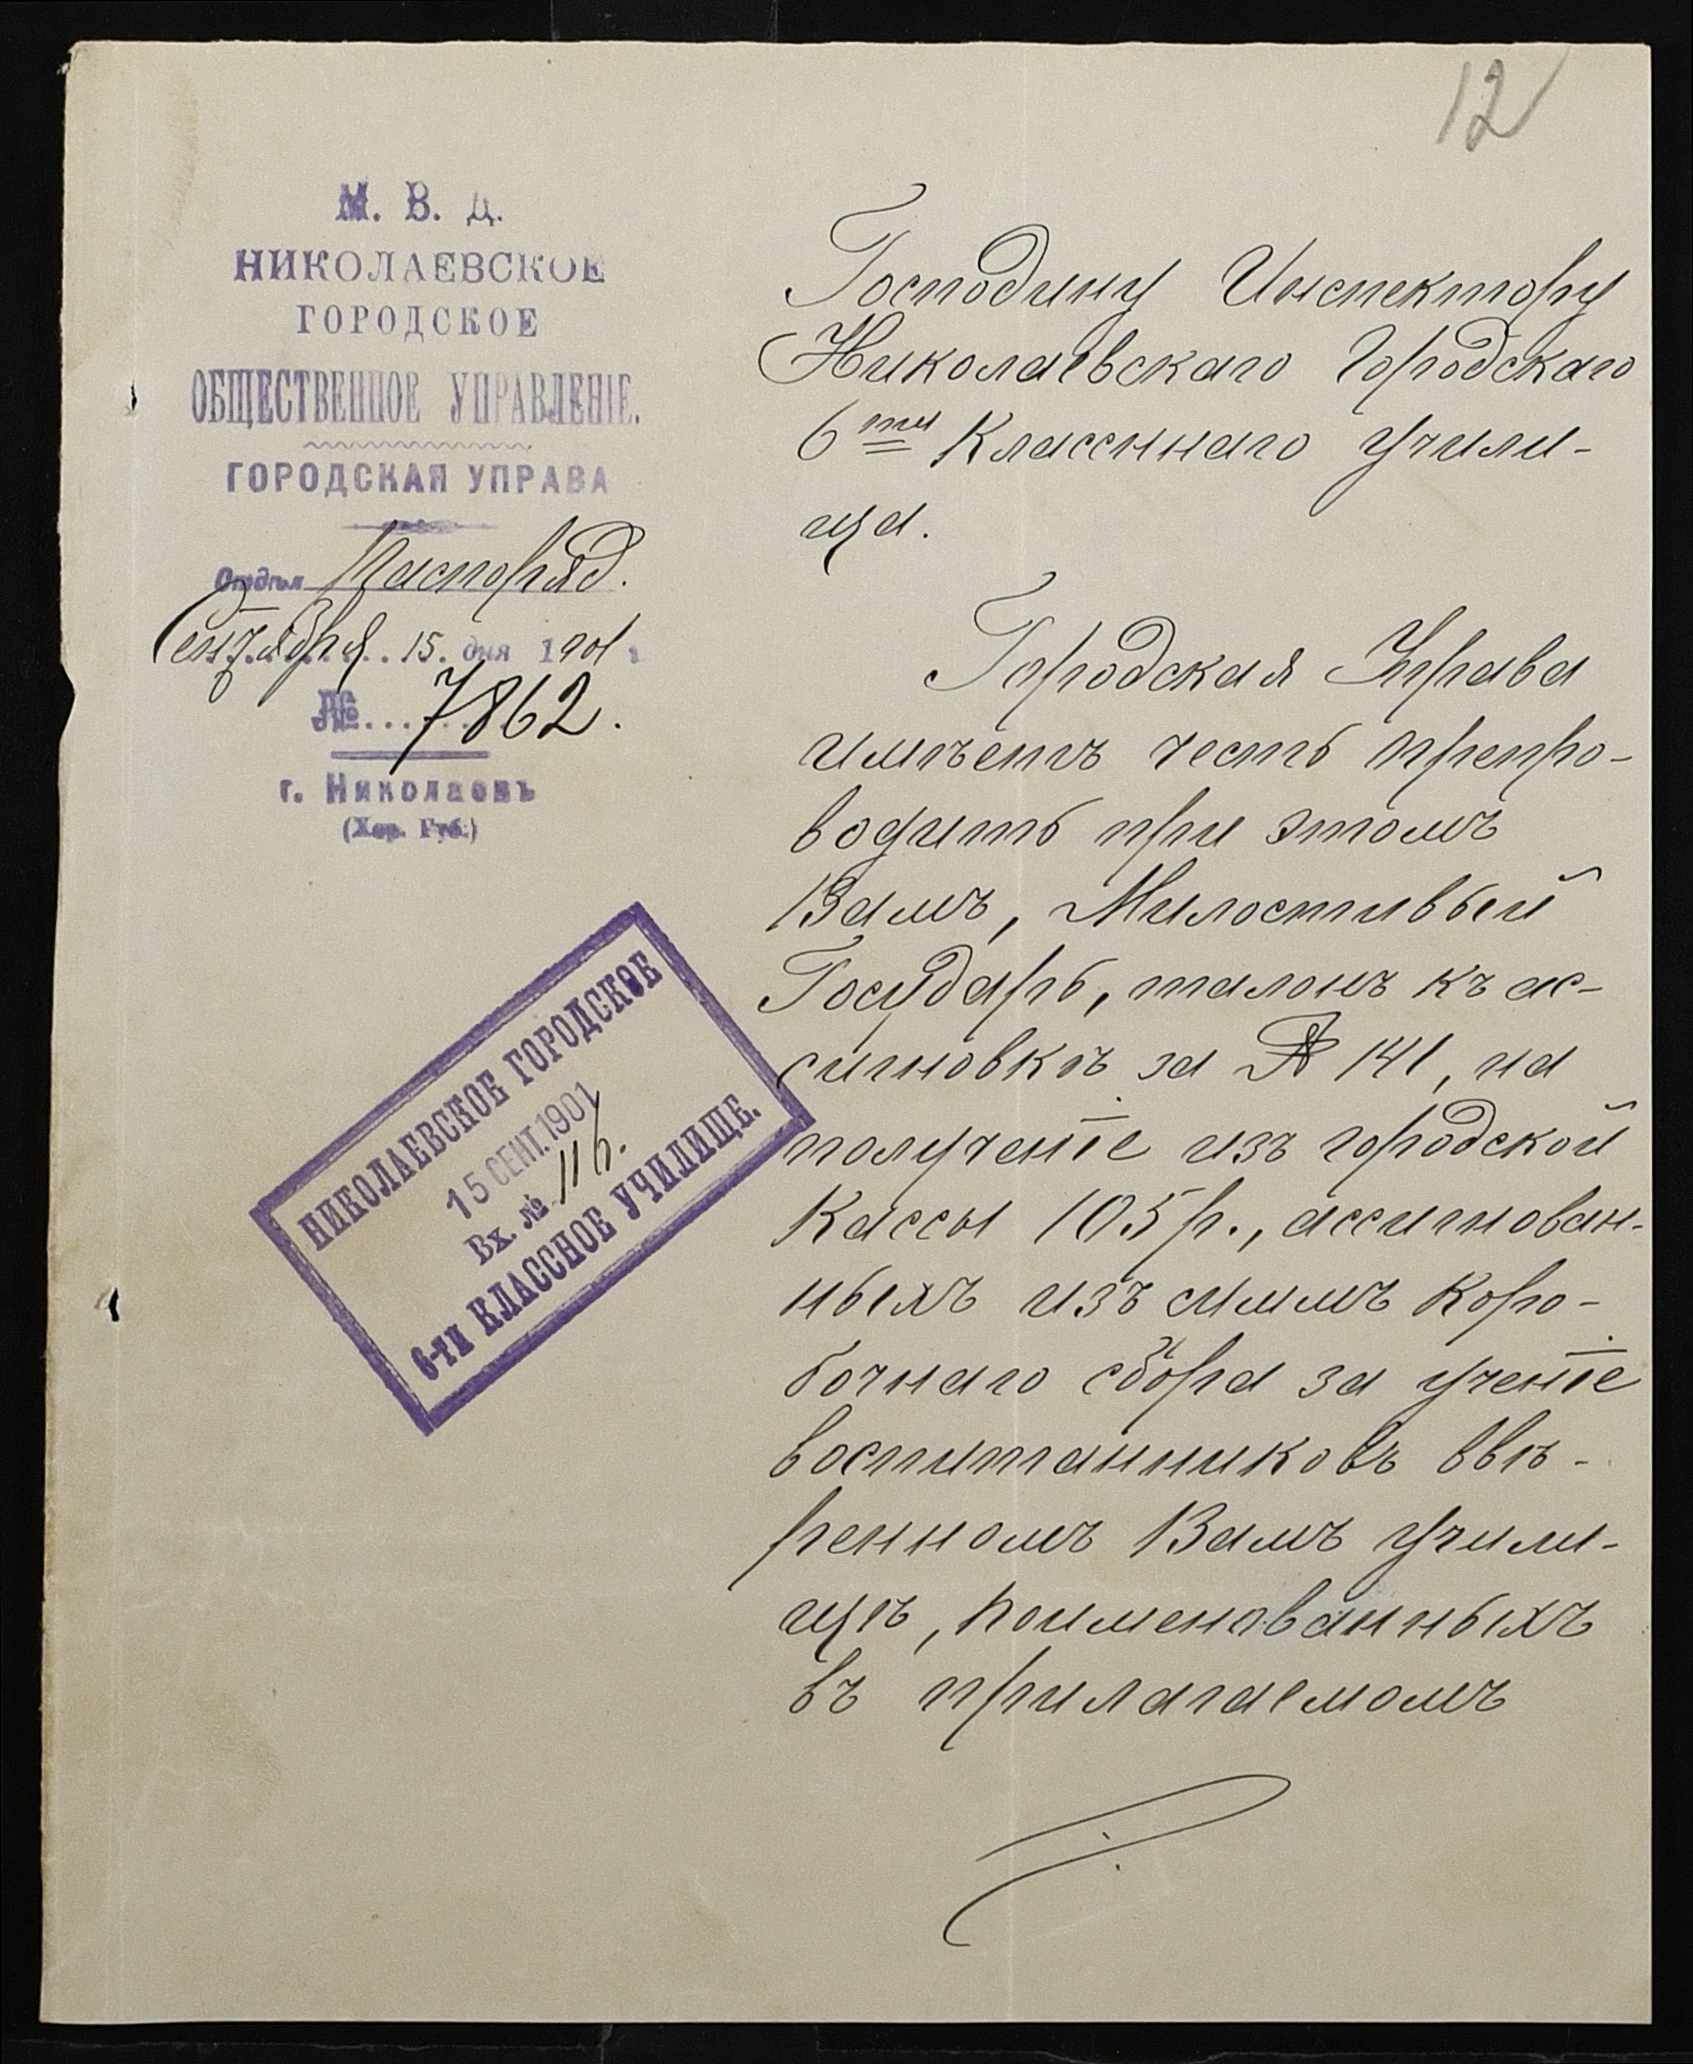 12
М. В. Д.
НИКОЛАЕВСКОЕ
ГОРОДСКОЕ
ОБЩЕСТВЕННОЕ УПРАВЛЕНІЕ.
ГОРОДСКАЯ УПРАВА
Отдѣл Распоряд.
Сентября 15. дня 1901 г
№ 7862.
г. Николаевъ
(Хер. Губ.)
НИКОЛАЕВСКОЕ ГОРОДСКОЕ
15 СЕНТ. 1901
Вх. № 116.
6-ти КЛАССНОЕ УЧИЛИЩЕ.
Господину Инспектору
Николаевскаго Городскаго
6ти Класснаго учили-
ща.
Городская Управа
имѣетъ честь препро-
водить при этомъ
Вамъ, Милостивый
Государь, талонъ къ ас-
сигновкѣ за № 141, на
полученіе изъ городской
Кассы 105 р., ассигнован-
ныхъ изъ суммъ коро-
бочнаго сбора за ученіе
воспитанниковъ ввѣ-
ренномъ Вамъ учили-
щѣ, поименованныхъ
въ прилагаемомъ